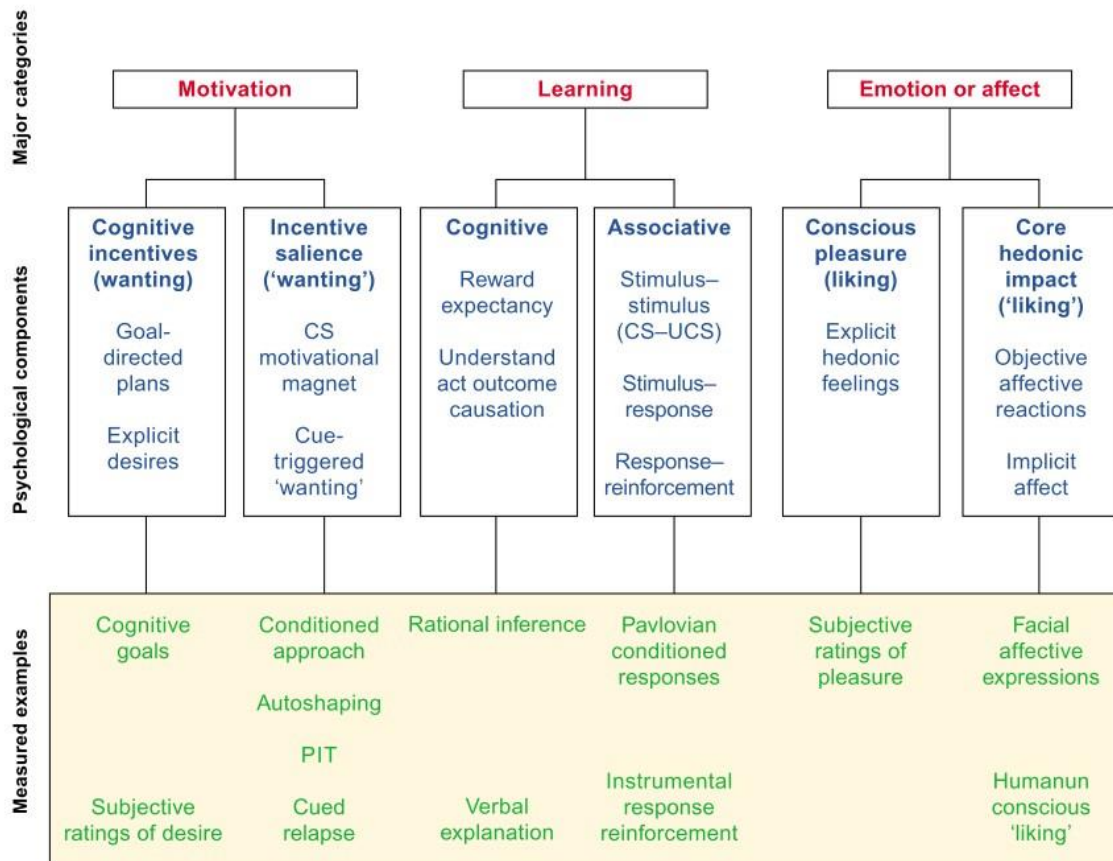 Major categories
Motivation
Learning
Emotion or affect
Psychological components
Cognitive
incentives
(wanting)
Goal-
directed
plans
Explicit
desires
Incentive
salience
(‘wanting’)
CS
motivational
magnet
Cue-
triggered
‘wanting’
Cognitive
Reward
expectancy
Understand
act outcome
causation
Associative
Stimulus–
stimulus
(CS–UCS)
Stimulus–
response
Response–
reinforcement
Conscious
pleasure
(liking)
Explicit
hedonic
feelings
Core
hedonic
impact
(‘liking’)
Objective
affective
reactions
Implicit
affect
Measured examples
Cognitive
goals
Subjective
ratings of desire
Conditioned
approach
Autoshaping
PIT
Cued
relapse
Rational inference
Verbal
explanation
Pavlovian
conditioned
responses
Instrumental
response
reinforcement
Subjective
ratings of
pleasure
Facial
affective
expressions
Humanun
conscious
‘liking’